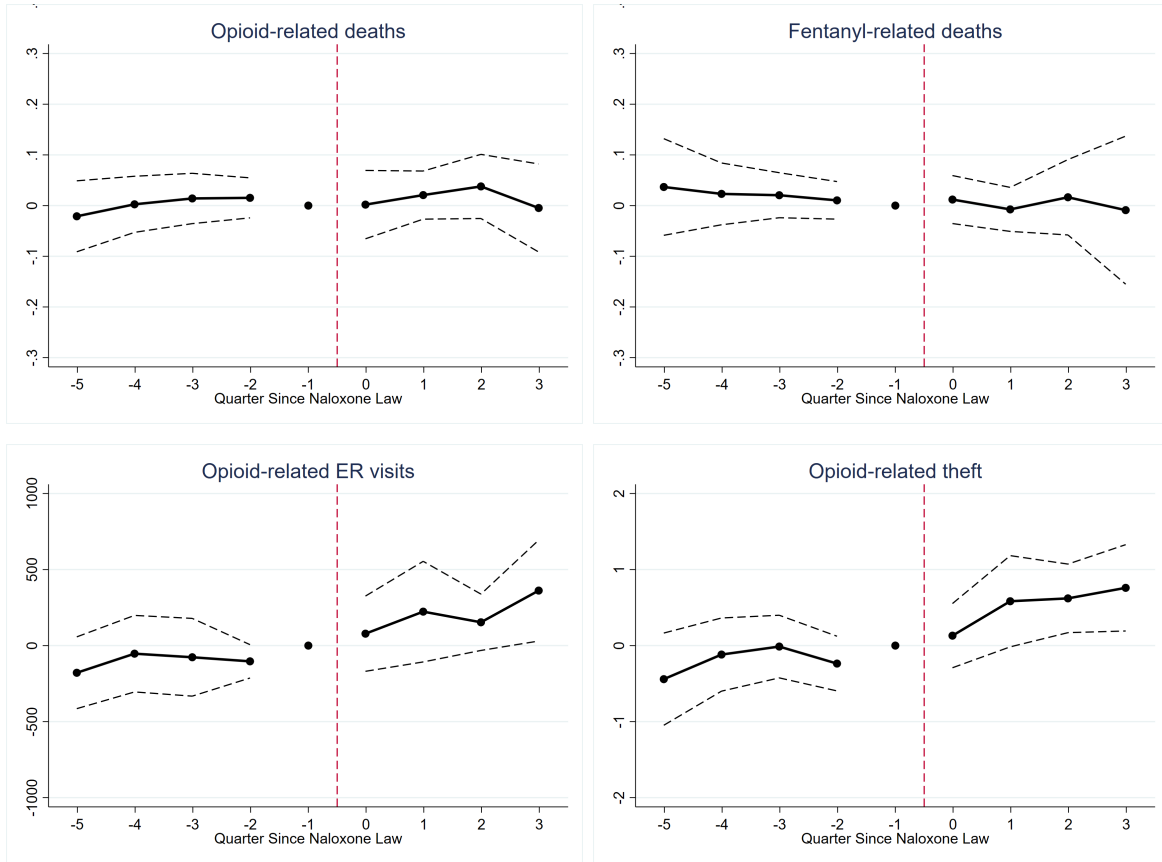 Opioid-related deaths
.3
.2
.1
0
-.1
-.2
-.3
-5 -4 -3 -2 -1 0 1 2 3
Quarter Since Naloxone Law
Fentanyl-related deaths
.3
.2
.1
0
-.1
-.2
-.3
-5 -4 -3 -2 -1 0 1 2 3
Quarter Since Naloxone Law
Opioid-related ER visits
1000
500
0
-500
-1000
-5 -4 -3 -2 -1 0 1 2 3
Quarter Since Naloxone Law
Opioid-related theft
2
1
0
-1
-2
-5 -4 -3 -2 -1 0 1 2 3
Quarter Since Naloxone Law